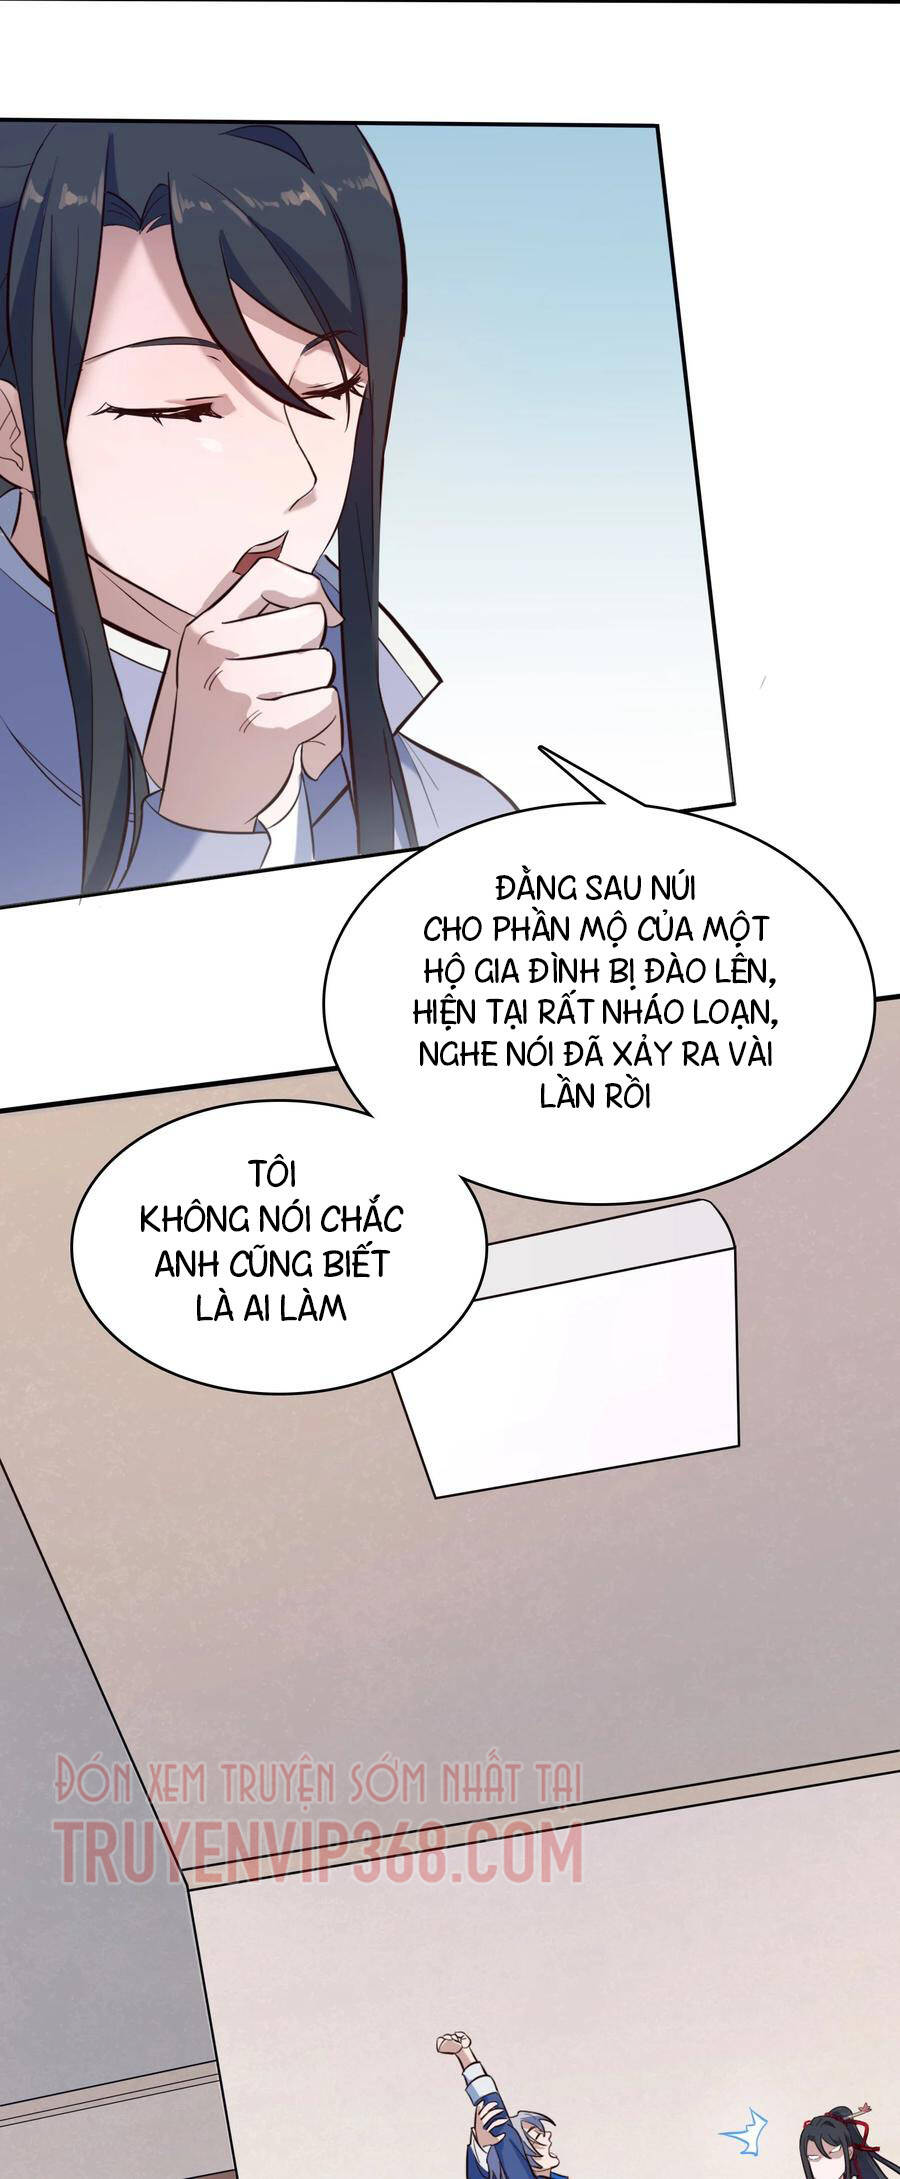 ĐẰNG SAU NÚI
CHO PHẦN MỘ CỦA MỘT
HỘ GIA ĐÌNH BỊ ĐÀO LÊN,
HIỆN TẠI RẤT NHÁO LOẠN,
NGHE NÓI ĐÃ XẢY RA VÀI
LẦN RỒI
TÔI
KHÔNG NÓI CHẮC
ANH CŨNG BIẾT
LÀ AI LÀM
ĐÓN XEM TRUYỆN SỚM NHẤT TẠI
TRUYENVIP368.COM